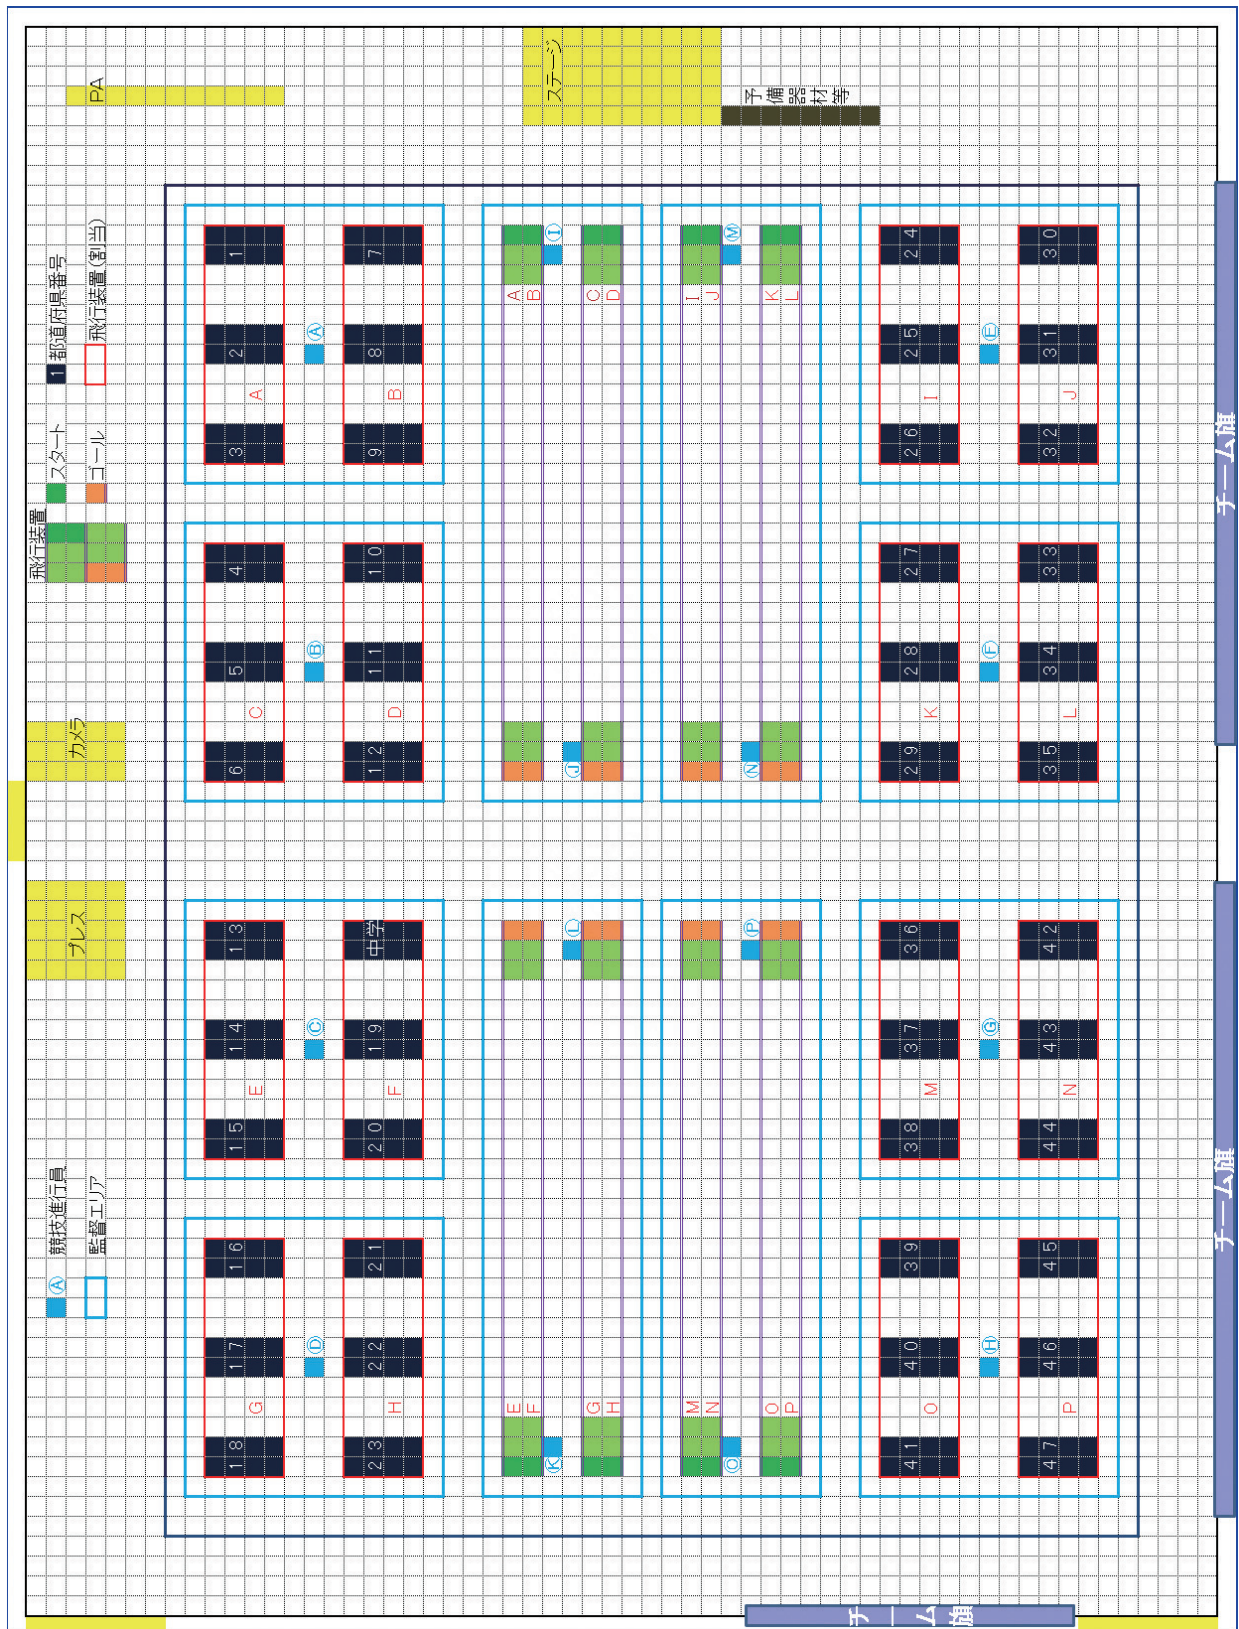 飛行装置
Ⓐ 競技進行員 スタート 1 都道府県番号
監督エリア ゴール 飛行装置(割当) PA
プレス カメラ
18 17 16 15 14 13 6 5 4 3 2 1
G E C A
Ⓓ Ⓒ Ⓑ Ⓐ
23 22 21 20 19 中学 12 11 10 9 8 7
H F D B
E A
F B
Ⓚ Ⓘ ステージ
Ⓛ Ⓙ
G C
H D
M I
N J
Ⓞ Ⓜ
Ⓟ Ⓝ
O K
P L
予備器材等
チーム旗
41 40 39 38 37 36 29 28 27 26 25 24
O M K I
Ⓗ Ⓖ Ⓕ Ⓔ
47 46 45 44 43 42 35 34 33 32 31 30
P N L J
チーム旗 チーム旗